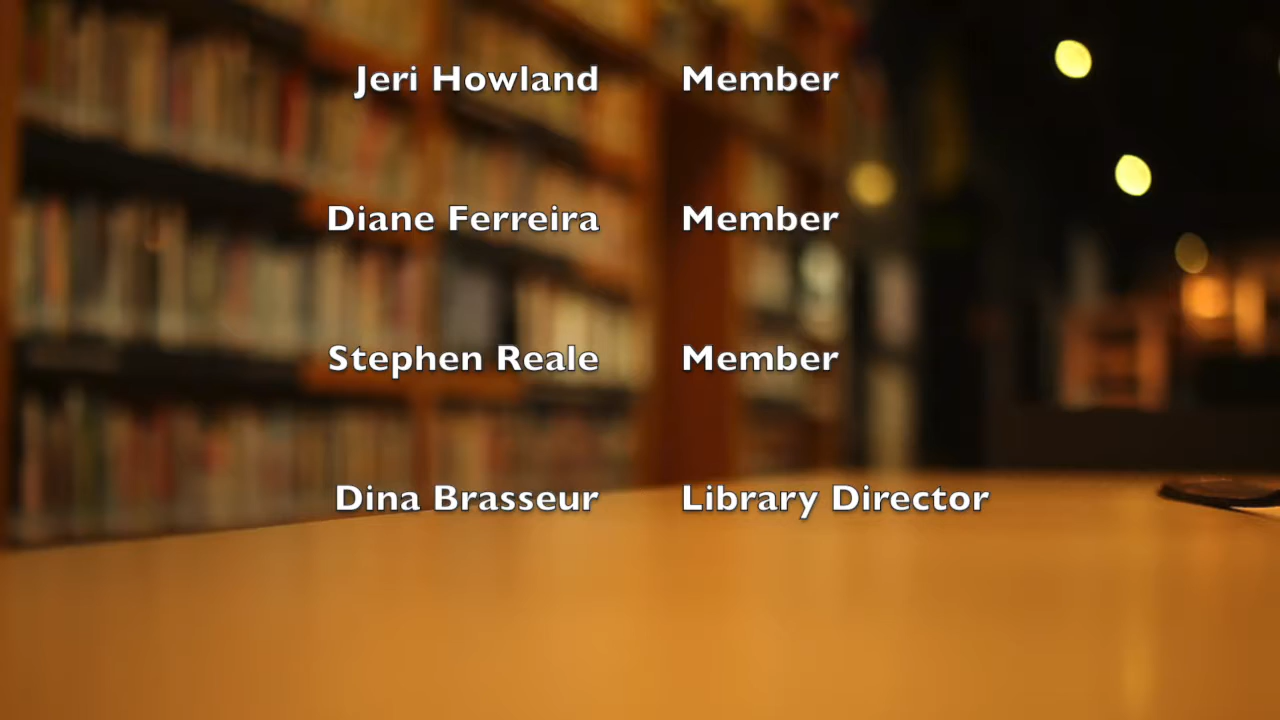 Jeri Howland Member
Diane Ferreira Member
Stephen Reale Member
Dina Brasseur Library Director